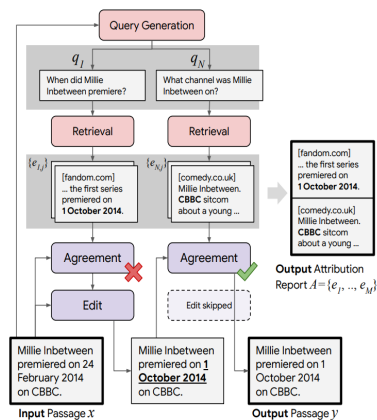 Query Generation
q1
qN
When did Millie
Inbetween premiere?
What channel was Millie
Inbetween on?
Retrieval
Retrieval
{e1,j}
[fandom.com]
... the first series
premiered on
1 October 2014.
{eN,j}
[comedy.co.uk]
Millie Inbetween.
CBBC sitcom
about a young ...
[fandom.com]
... the first series
premiered on
1 October 2014.
[comedy.co.uk]
Millie Inbetween.
CBBC sitcom
about a young ...
Output Attribution
Report A={e1, .., eM}
Agreement
Agreement
Edit
Edit skipped
Millie Inbetween
premiered on 24
February 2014
on CBBC.
Millie Inbetween
premiered on 1
October 2014
on CBBC.
Millie Inbetween
premiered on 1
October 2014
on CBBC.
Input Passage x
Output Passage y